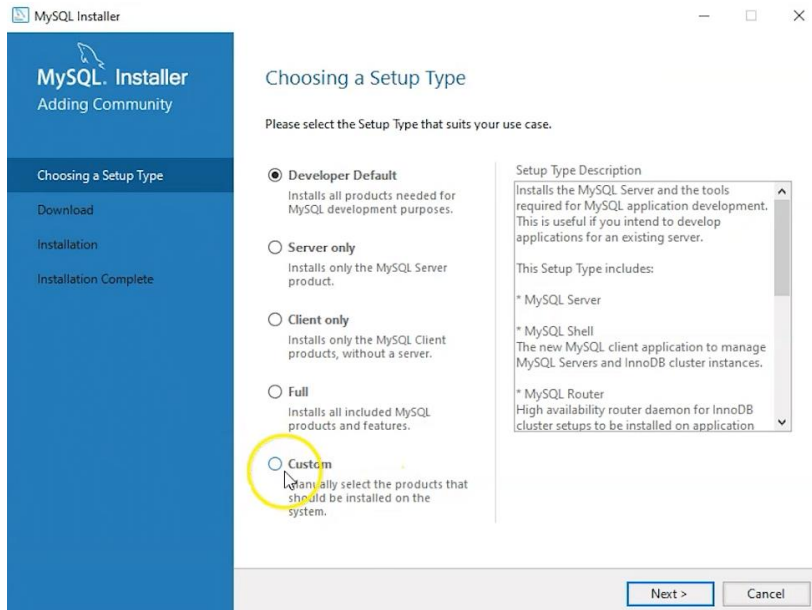 MySQL Installer
MySQL. Installer
Adding Community
Choosing a Setup Type
Download
Installation
Installation Complete
Choosing a Setup Type
Please select the Setup Type that suits your use case.
Developer Default
Installs all products needed for
MySQL development purposes.
Server only
Installs only the MySQL Server
product.
Client only
Installs only the MySQL Client
products, without a server.
Full
Installs all included MySQL
products and features.
Custom
Manually select the products that
should be installed on the
system.
Setup Type Description
Installs the MySQL Server and the tools
required for MySQL application development.
This is useful if you intend to develop
applications for an existing server.
This Setup Type includes:
* MySQL Server
* MySQL Shell
The new MySQL client application to manage
MySQL Servers and InnoDB cluster instances.
* MySQL Router
High availability router daemon for InnoDB
cluster setups to be installed on application
Next >
Cancel